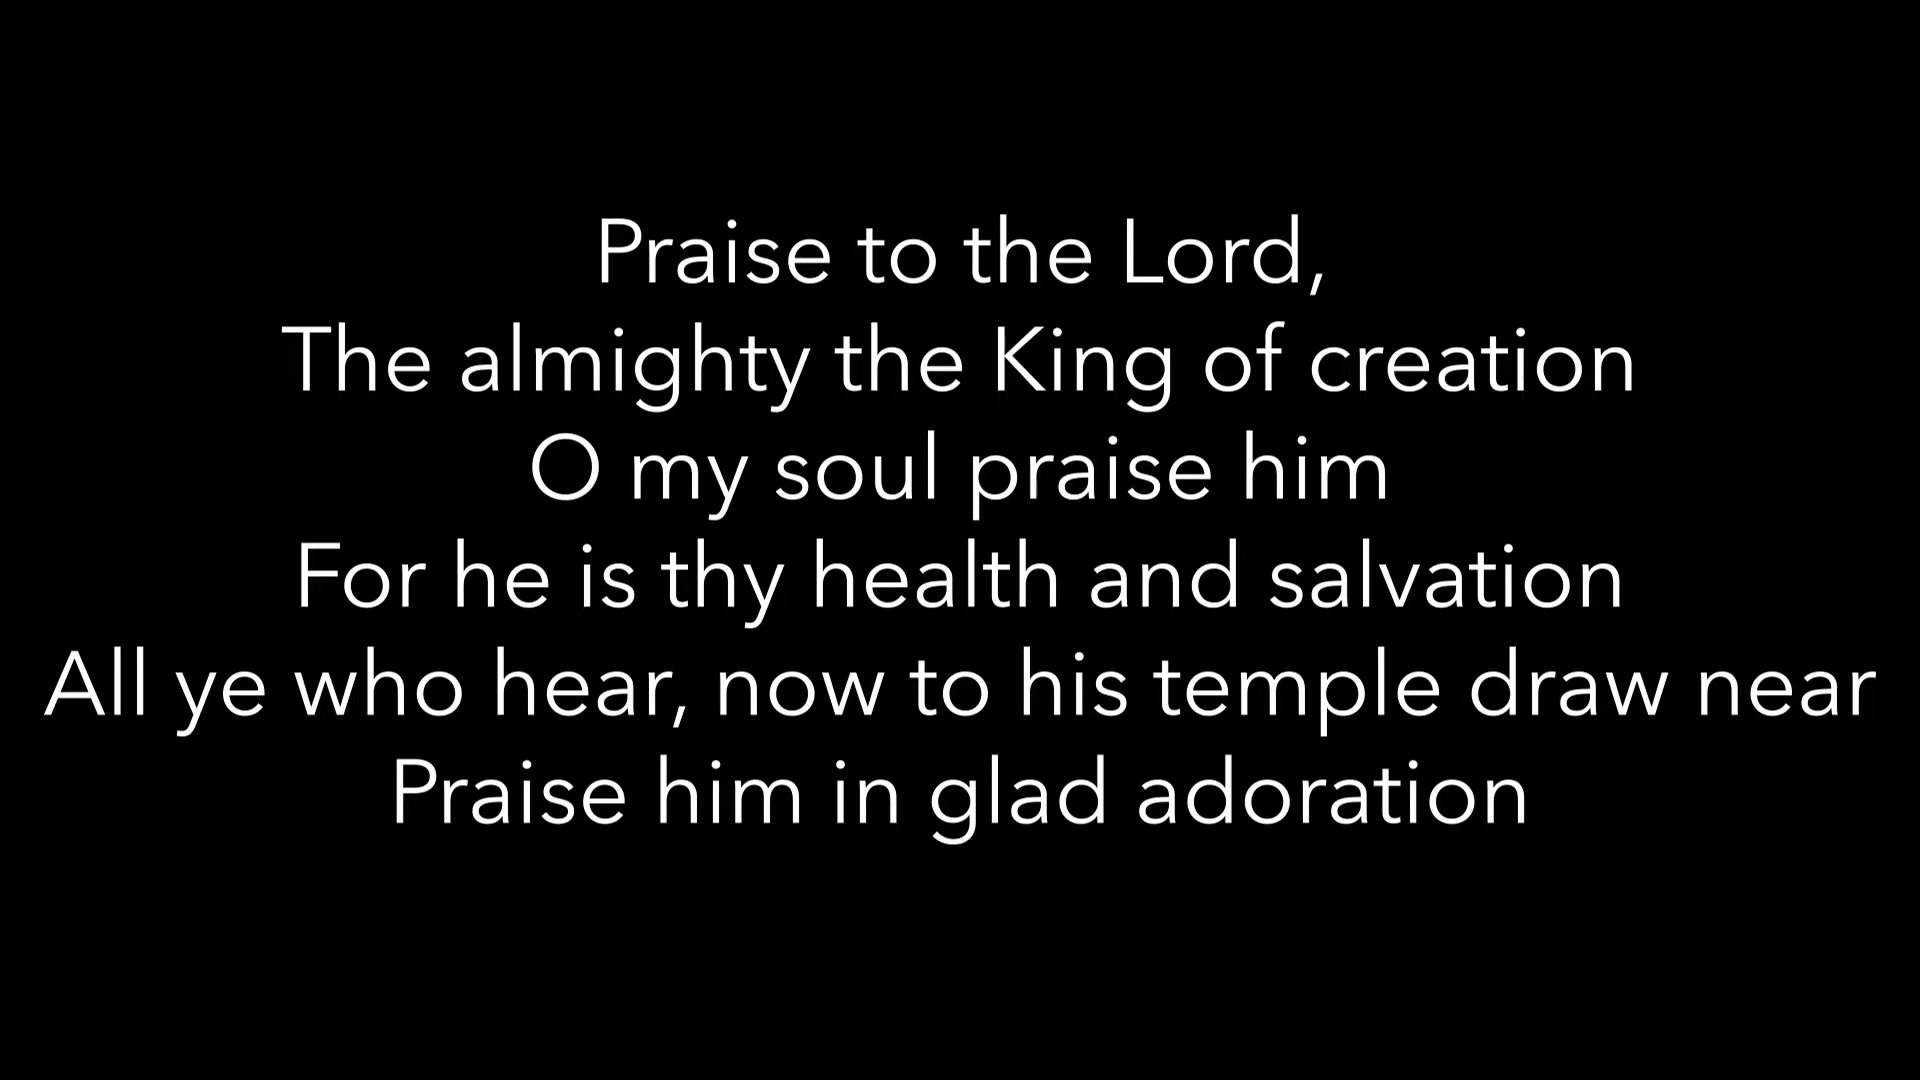 Praise to the Lord,
The almighty the King of creation
O my soul praise him
For he is thy health and salvation
All ye who hear, now to his temple draw near
Praise him in glad adoration